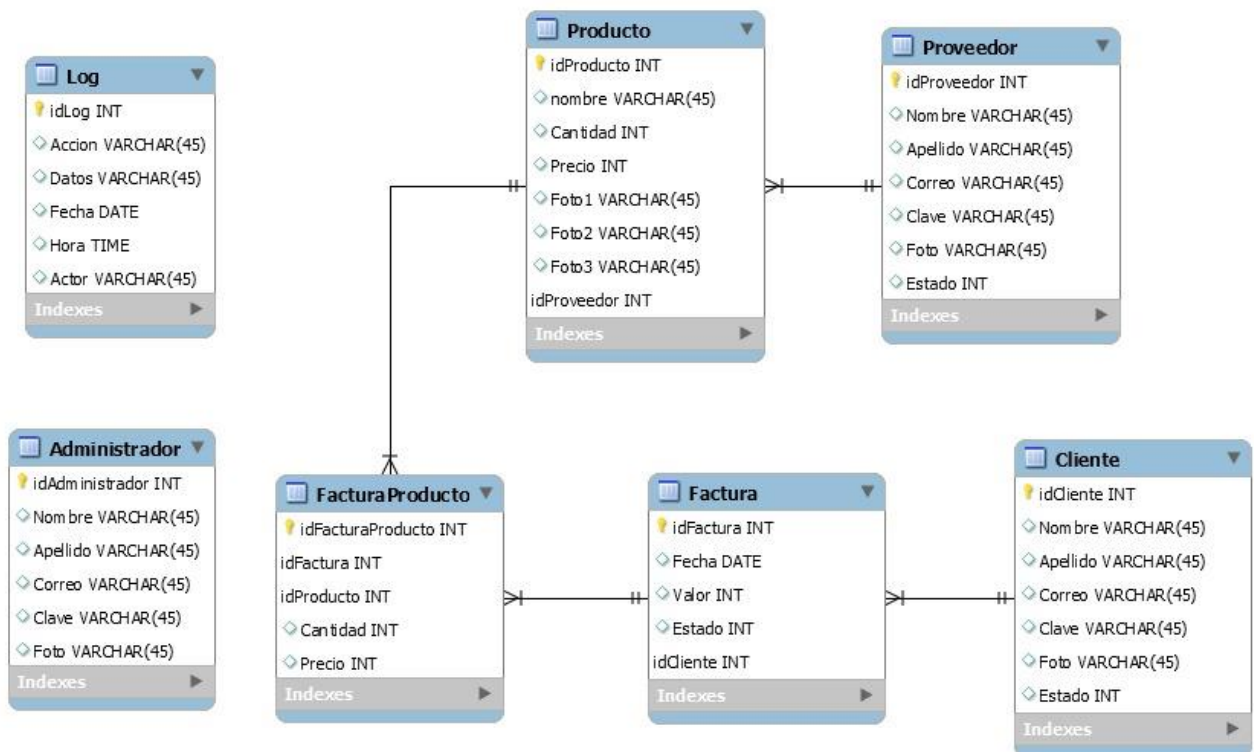 Log
idLog INT
Accion VARCHAR(45)
Datos VARCHAR(45)
Fecha DATE
Hora TIME
Actor VARCHAR(45)
Indexes
Producto
idProducto INT
nombre VARCHAR(45)
Cantidad INT
Precio INT
Foto1 VARCHAR(45)
Foto2 VARCHAR(45)
Foto3 VARCHAR(45)
idProveedor INT
Indexes
Proveedor
idProveedor INT
Nombre VARCHAR(45)
Apellido VARCHAR(45)
Correo VARCHAR(45)
Clave VARCHAR(45)
Foto VARCHAR(45)
Estado INT
Indexes
Administrador
idAdministrador INT
Nombre VARCHAR(45)
Apellido VARCHAR(45)
Correo VARCHAR(45)
Clave VARCHAR(45)
Foto VARCHAR(45)
Indexes
FacturaProducto
idFacturaProducto INT
idFactura INT
idProducto INT
Cantidad INT
Precio INT
Indexes
Factura
idFactura INT
Fecha DATE
Valor INT
Estado INT
idCliente INT
Indexes
Cliente
idCliente INT
Nombre VARCHAR(45)
Apellido VARCHAR(45)
Correo VARCHAR(45)
Clave VARCHAR(45)
Foto VARCHAR(45)
Estado INT
Indexes